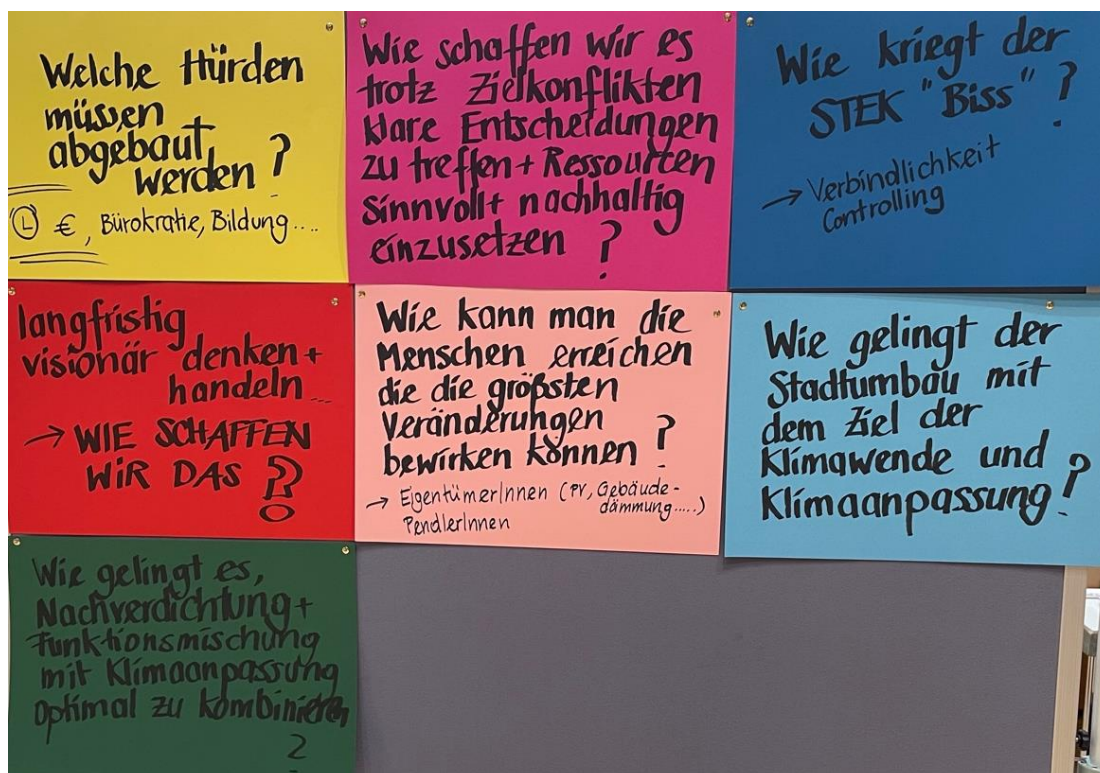 Welche Hürden
müssen
abgebaut
werden?
€, Bürokratie, Bildung....
Wie schaffen wir es
trotz Zielkonflikten
klare Entscheidungen
zu treffen + Ressourcen
sinnvoll + nachhaltig
einzusetzen?
Wie kriegt der
STEK "Biss"?
→ Verbindlichkeit
Controlling
langfristig
visionär denken +
handeln...
→ WIE SCHAFFEN
WIR DAS?!
Wie kann man die
Menschen erreichen
die die größten
Veränderungen
bewirken können?
→ EigentümerInnen (PV, Gebäude-
dämmung.....)
PendlerInnen
Wie gelingt der
Stadtumbau mit
dem Ziel der
Klimawende und
Klimaanpassung?
Wie gelingt es,
Nachverdichtung +
Funktionsmischung
mit Klimaanpassung
optimal zu kombinieren
?